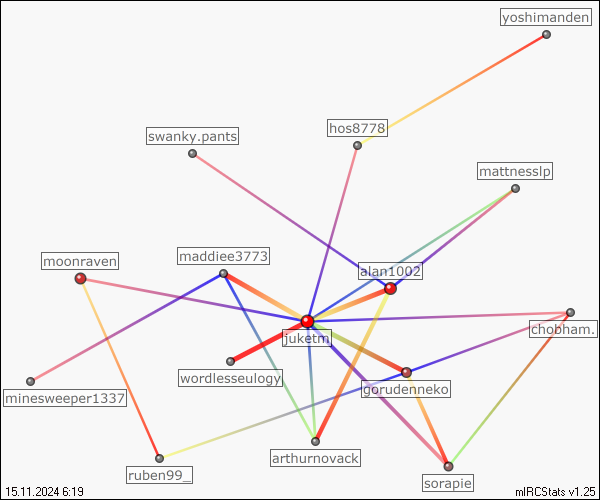 yoshimanden
hos8778
swanky.pants
mattnesslp
maddiee3773
moonraven
alan1002
chobham.
juketm
wordlesseulogy
gorudenneko
minesweeper1337
arthurnovack
ruben99_
sorapie
15.11.2024 6:19
mIRCStats v1.25